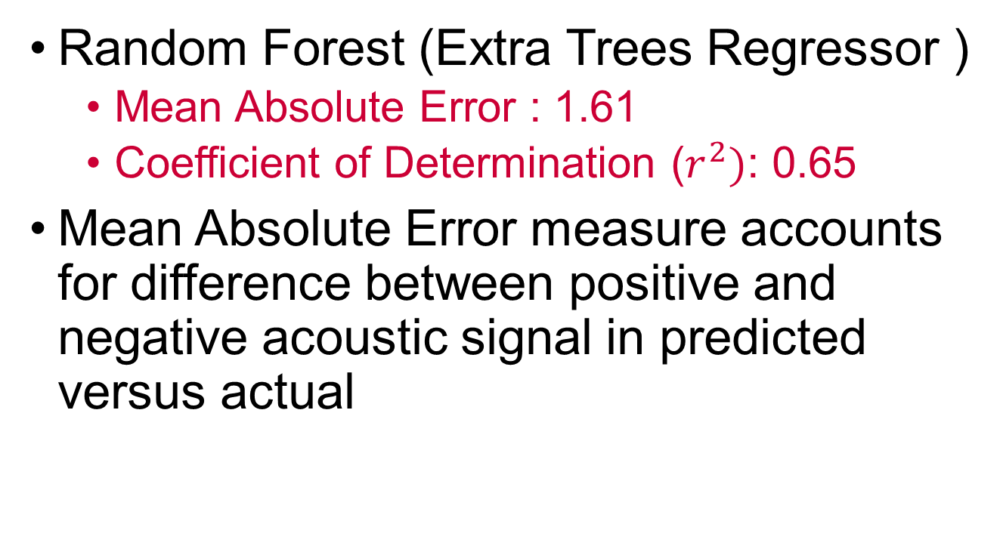 • Random Forest (Extra Trees Regressor )
• Mean Absolute Error : 1.61
• Coefficient of Determination (𝑟²): 0.65
• Mean Absolute Error measure accounts
for difference between positive and
negative acoustic signal in predicted
versus actual